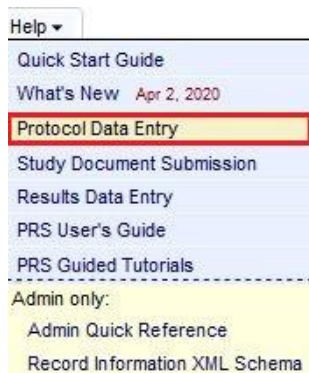 Help
Quick Start Guide
What's New Apr 2, 2020
Protocol Data Entry
Study Document Submission
Results Data Entry
PRS User's Guide
PRS Guided Tutorials
Admin only:
Admin Quick Reference
Record Information XML Schema